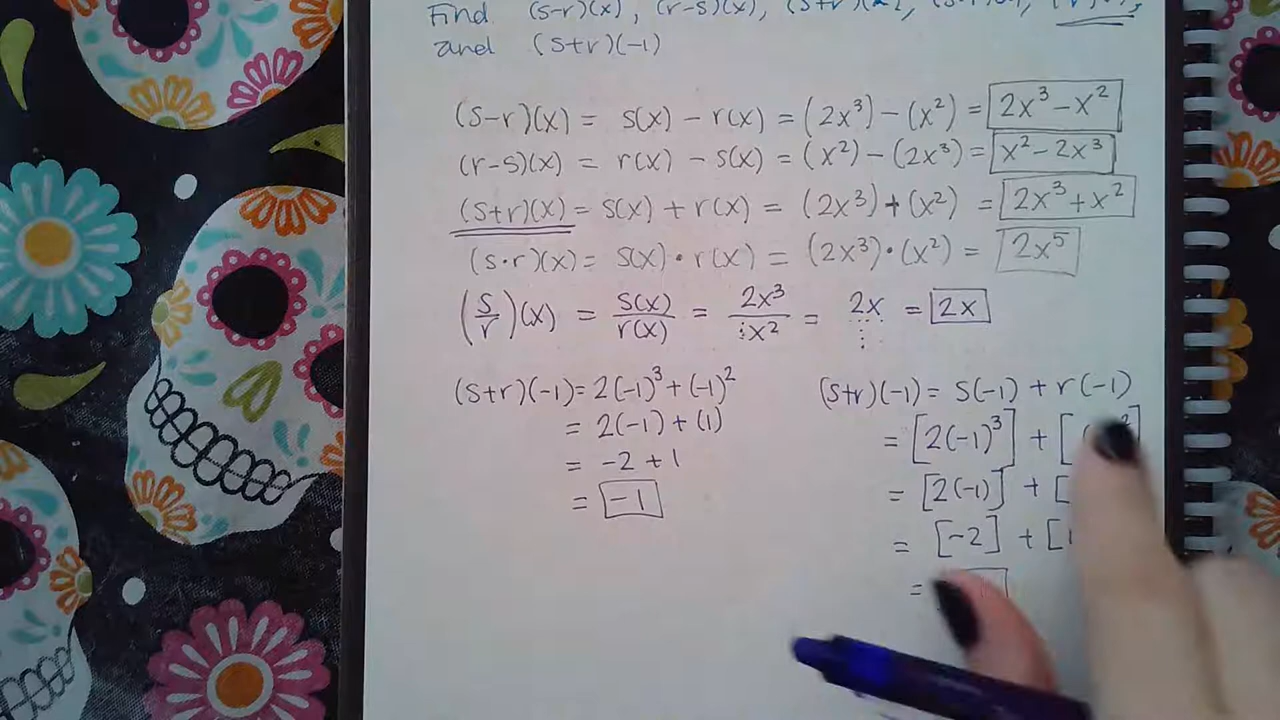 Find (s-r)(x), (r-s)(x), (s+r)(x),
and (s+r)(-1)
(s-r)(x) = s(x) - r(x) = (2x³) - (x²) = 2x³ - x²
(r-s)(x) = r(x) - s(x) = (x²) - (2x³) = x² - 2x³
(s+r)(x) = s(x) + r(x) = (2x³) + (x²) = 2x³ + x²
(s·r)(x) = s(x) · r(x) = (2x³) · (x²) = 2x⁵
(s/r)(x) = s(x)/r(x) = 2x³/x² = 2x = 2x
(s+r)(-1) = 2(-1)³ + (-1)²
= 2(-1) + (1)
= -2 + 1
= -1
(s+r)(-1) = s(-1) + r(-1)
= [2(-1)³] + [
= [2(-1)] + [
= [-2] + [1
=